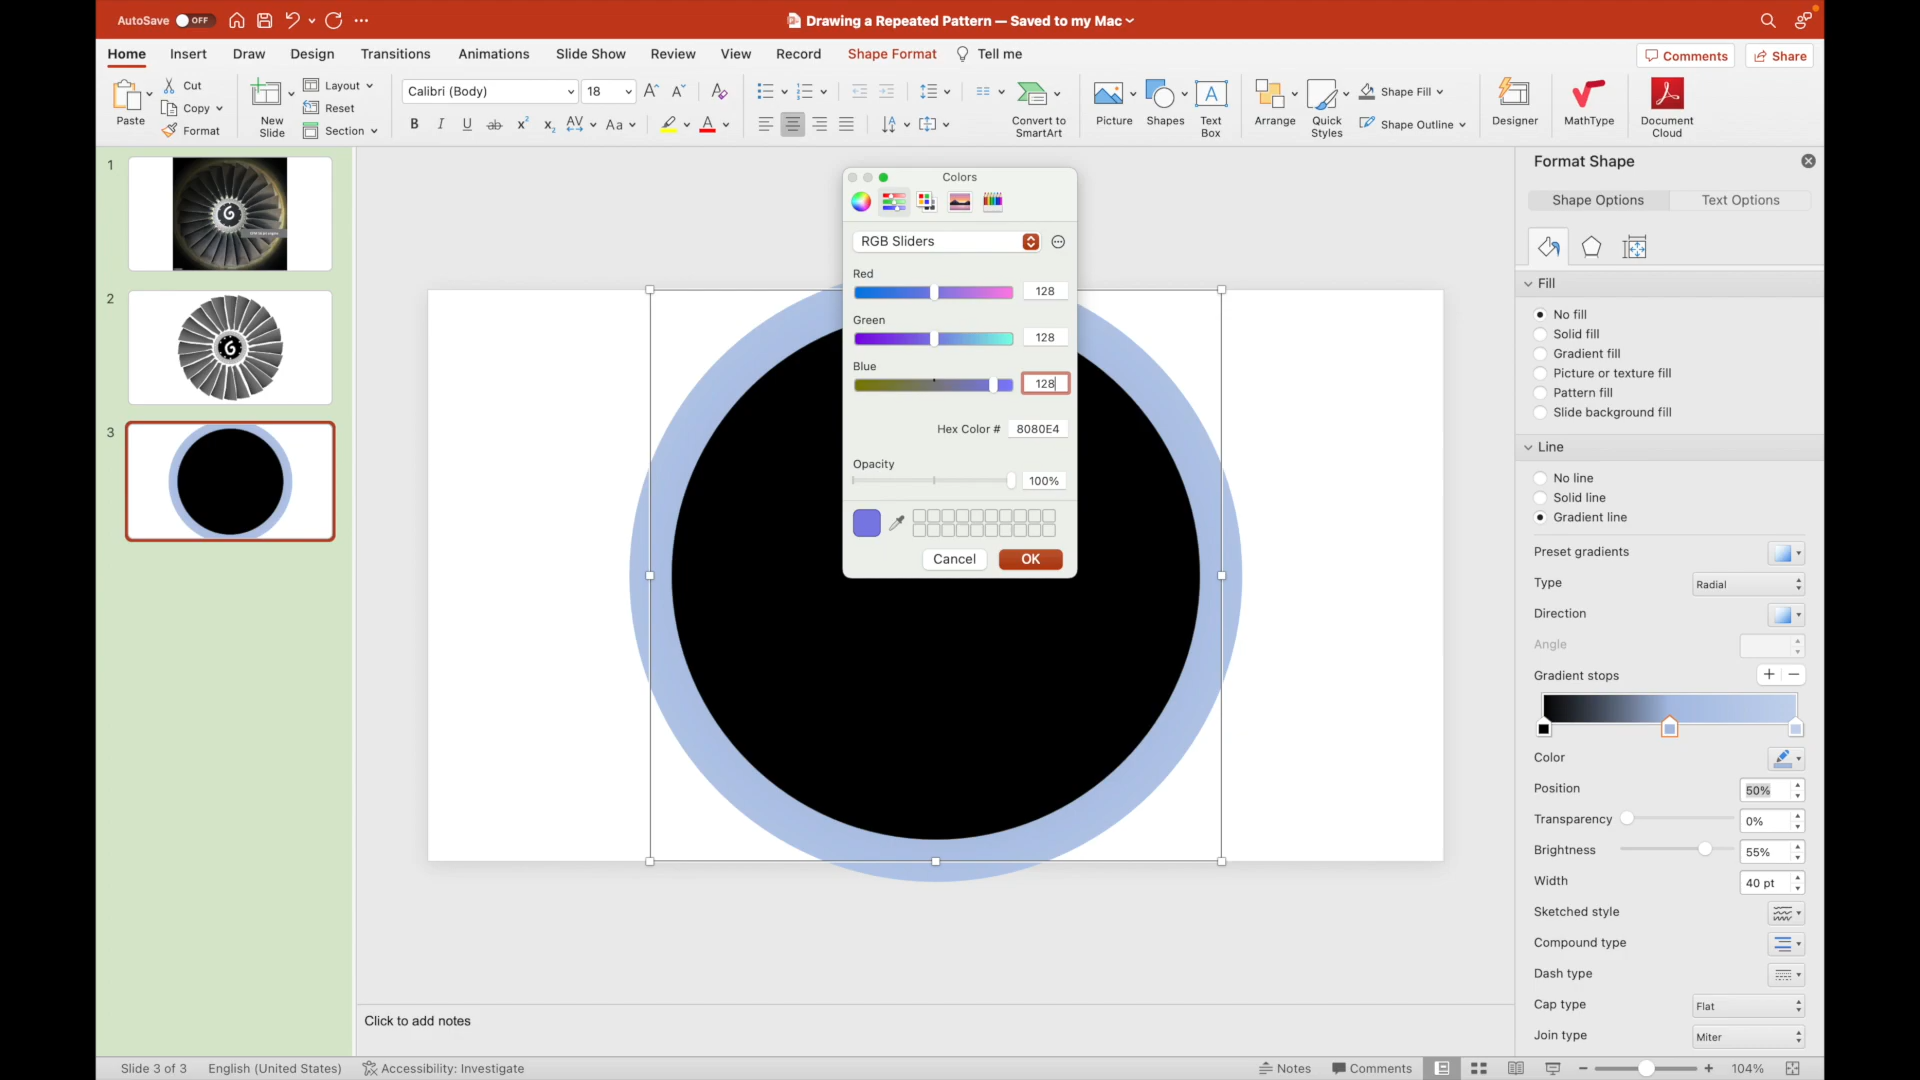 AutoSave OFF
Drawing a Repeated Pattern — Saved to my Mac
Home Insert Draw Design Transitions Animations Slide Show Review View Record Shape Format Tell me
Comments Share
Paste
Cut
Copy
Format
New
Slide
Layout
Reset
Section
Calibri (Body) 18
Convert to
SmartArt
Picture
Shapes
Text
Box
Arrange
Quick
Styles
Shape Fill
Shape Outline
Designer
MathType
Document
Cloud
1
2
3
Colors
RGB Sliders
Red
128
Green
128
Blue
128
Hex Color # 8080E4
Opacity
100%
Cancel OK
Format Shape
Shape Options Text Options
Fill
No fill
Solid fill
Gradient fill
Picture or texture fill
Pattern fill
Slide background fill
Line
No line
Solid line
Gradient line
Preset gradients
Type Radial
Direction
Angle
Gradient stops
Color
Position 50%
Transparency 0%
Brightness 55%
Width 40 pt
Sketched style
Compound type
Dash type
Cap type Flat
Join type Miter
Click to add notes
Slide 3 of 3 English (United States) Accessibility: Investigate
Notes Comments 104%